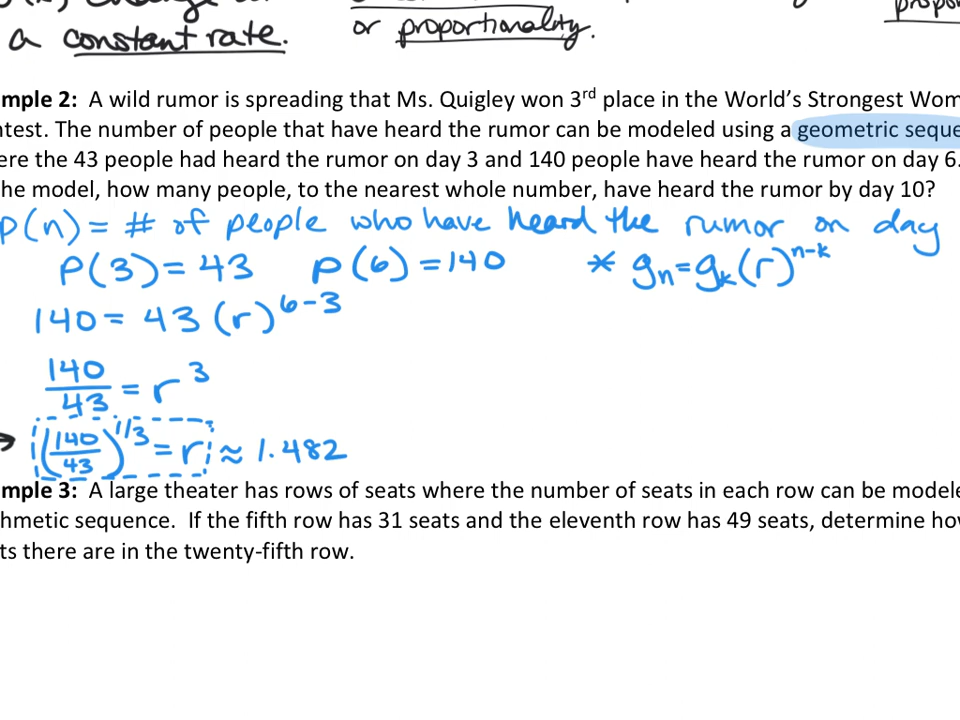 a constant rate.
or proportionality.
mple 2: A wild rumor is spreading that Ms. Quigley won 3rd place in the World's Strongest Wom
ntest. The number of people that have heard the rumor can be modeled using a geometric seque
ere the 43 people had heard the rumor on day 3 and 140 people have heard the rumor on day 6.
he model, how many people, to the nearest whole number, have heard the rumor by day 10?
P(n) = # of people who have heard the rumor on day
P(3) = 43 P(6) = 140 * gn = gk(r)^n-k
140 = 43 (r)^6-3
140/43 = r^3
(140/43)^1/3 = r ≈ 1.482
mple 3: A large theater has rows of seats where the number of seats in each row can be modele
hmetic sequence. If the fifth row has 31 seats and the eleventh row has 49 seats, determine ho
ts there are in the twenty-fifth row.